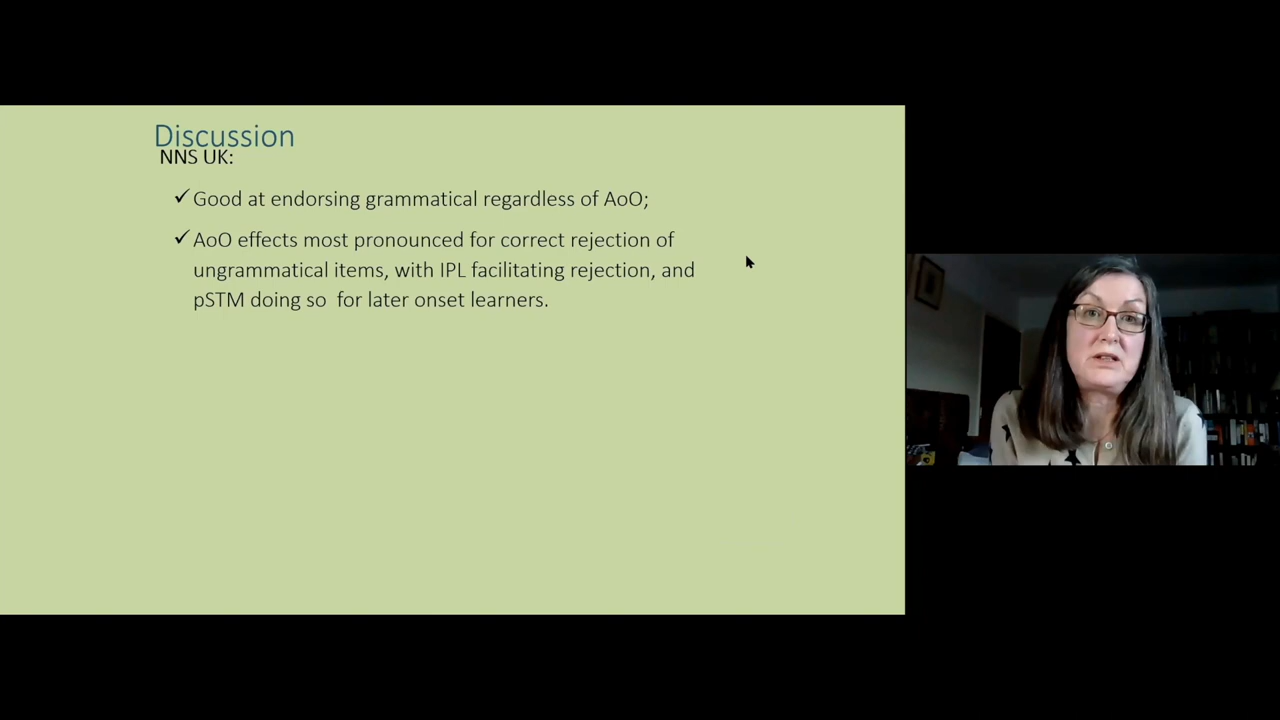 Discussion
NNS UK:
✓ Good at endorsing grammatical regardless of AoO;
✓ AoO effects most pronounced for correct rejection of
ungrammatical items, with IPL facilitating rejection, and
pSTM doing so  for later onset learners.